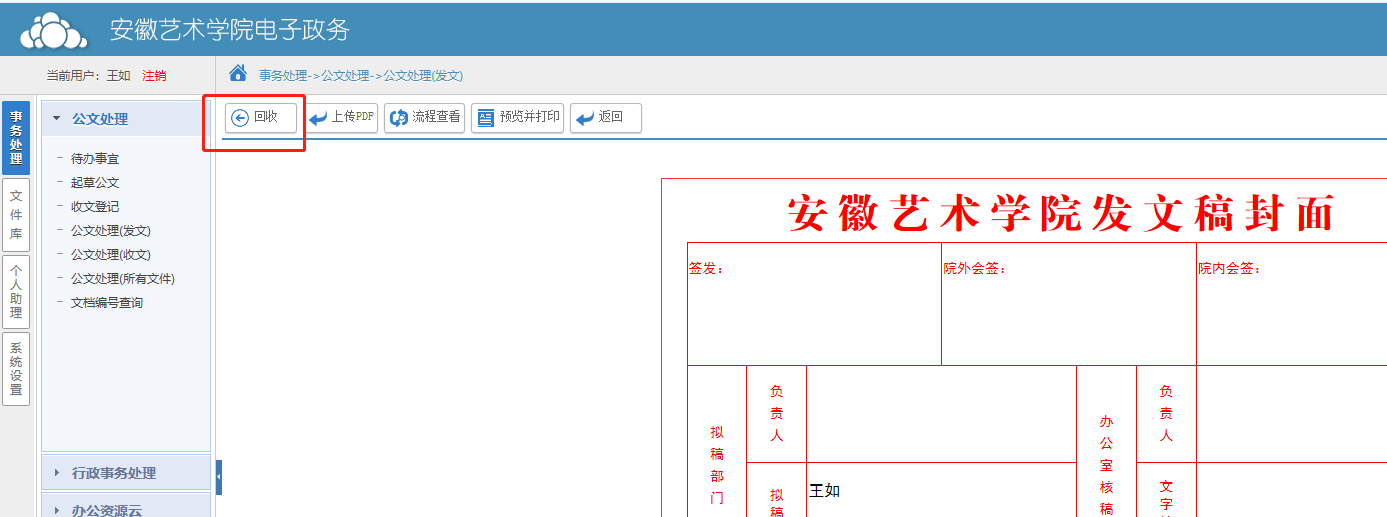 安徽艺术学院电子政务
当前用户：王如 注销
事务处理->公文处理->公文处理(发文)
事务处理
文件库
个人助理
系统设置
公文处理
待办事宜
起草公文
收文登记
公文处理(发文)
公文处理(收文)
公文处理(所有文件)
文档编号查询
行政事务处理
办公资源云
回收 上传PDF 流程查看 预览并打印 返回
安徽艺术学院发文稿封面
签发： 院外会签： 院内会签：
拟稿部门
负责人
办公室核稿
负责人
拟稿
王如
文字